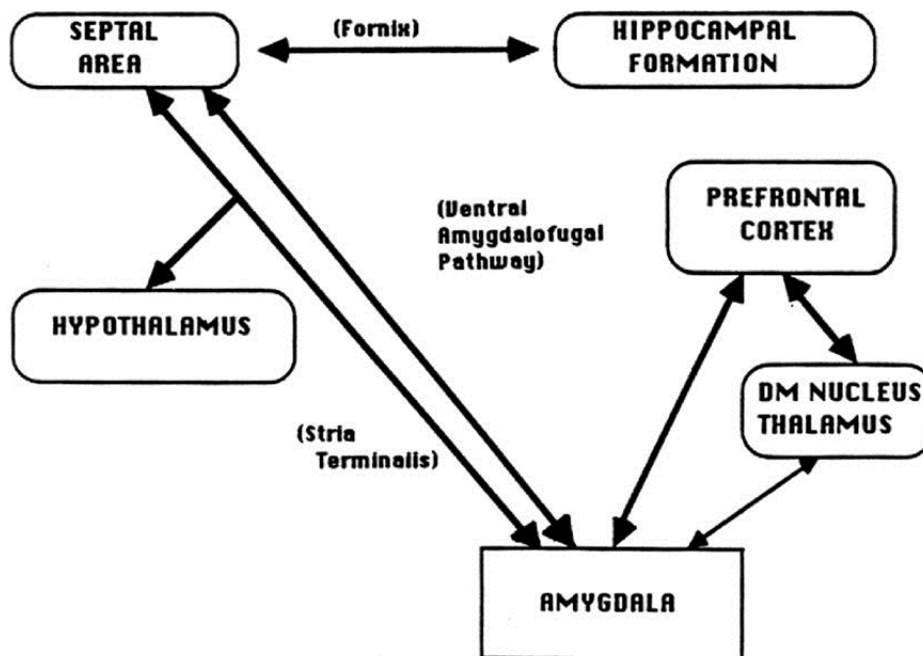 SEPTAL
AREA
(Fornix)
HIPPOCAMPAL
FORMATION
(Ventral
Amygdalofugal
Pathway)
PREFRONTAL
CORTEX
HYPOTHALAMUS
DM NUCLEUS
THALAMUS
(Stria
Terminalis)
AMYGDALA